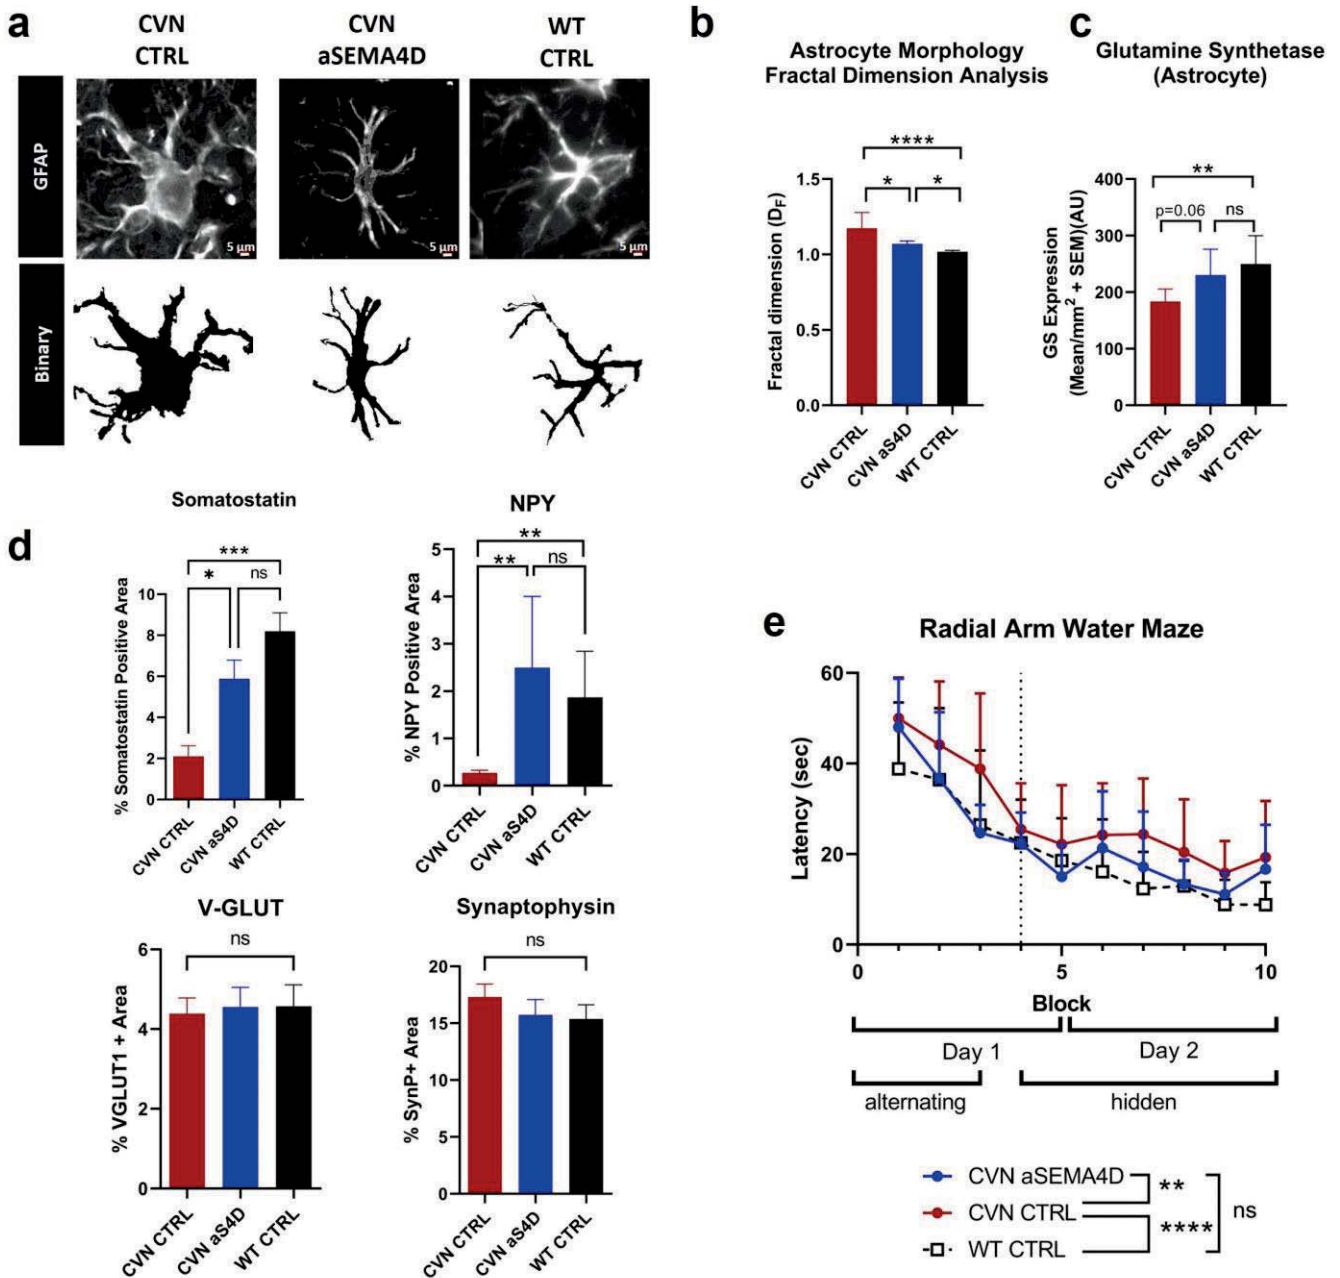 a
CVN
CTRL
CVN
aSEMA4D
WT
CTRL
GFAP
5 µm
5 µm
5 µm
Binary
b
Astrocyte Morphology
Fractal Dimension Analysis
****
*
*
Fractal dimension (DF)
1.5
1.0
0.5
0.0
CVN CTRL
CVN aS4D
WT CTRL
c
Glutamine Synthetase
(Astrocyte)
**
p=0.06
ns
GS Expression
(Mean/mm² + SEM)(AU)
400
300
200
100
0
CVN CTRL
CVN aS4D
WT CTRL
d
Somatostatin
***
*
ns
% Somatostatin Positive Area
10
8
6
4
2
0
CVN CTRL
CVN aS4D
WT CTRL
NPY
**
**
ns
% NPY Positive Area
5
4
3
2
1
0
CVN CTRL
CVN aS4D
WT CTRL
V-GLUT
ns
% VGLUT1 + Area
6
4
2
0
CVN CTRL
CVN aS4D
WT CTRL
Synaptophysin
ns
% SynP+ Area
20
15
10
5
0
CVN CTRL
CVN aS4D
WT CTRL
e
Radial Arm Water Maze
Latency (sec)
60
40
20
0
0
5
10
Block
Day 1
Day 2
alternating
hidden
CVN aSEMA4D
CVN CTRL
WT CTRL
**
****
ns